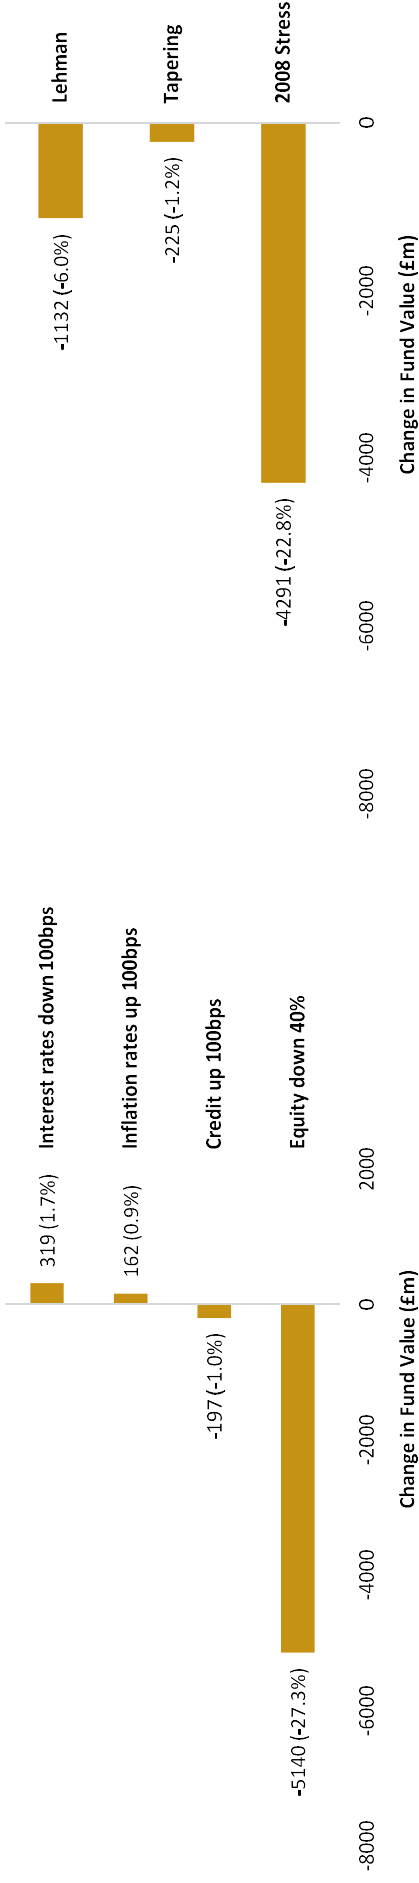 319 (1.7%) Interest rates down 100bps
162 (0.9%) Inflation rates up 100bps
-197 (-1.0%) Credit up 100bps
-5140 (-27.3%) Equity down 40%
-8000 -6000 -4000 -2000 0 2000
Change in Fund Value (£m)
-1132 (-6.0%) Lehman
-225 (-1.2%) Tapering
-4291 (-22.8%) 2008 Stress
-8000 -6000 -4000 -2000 0
Change in Fund Value (£m)